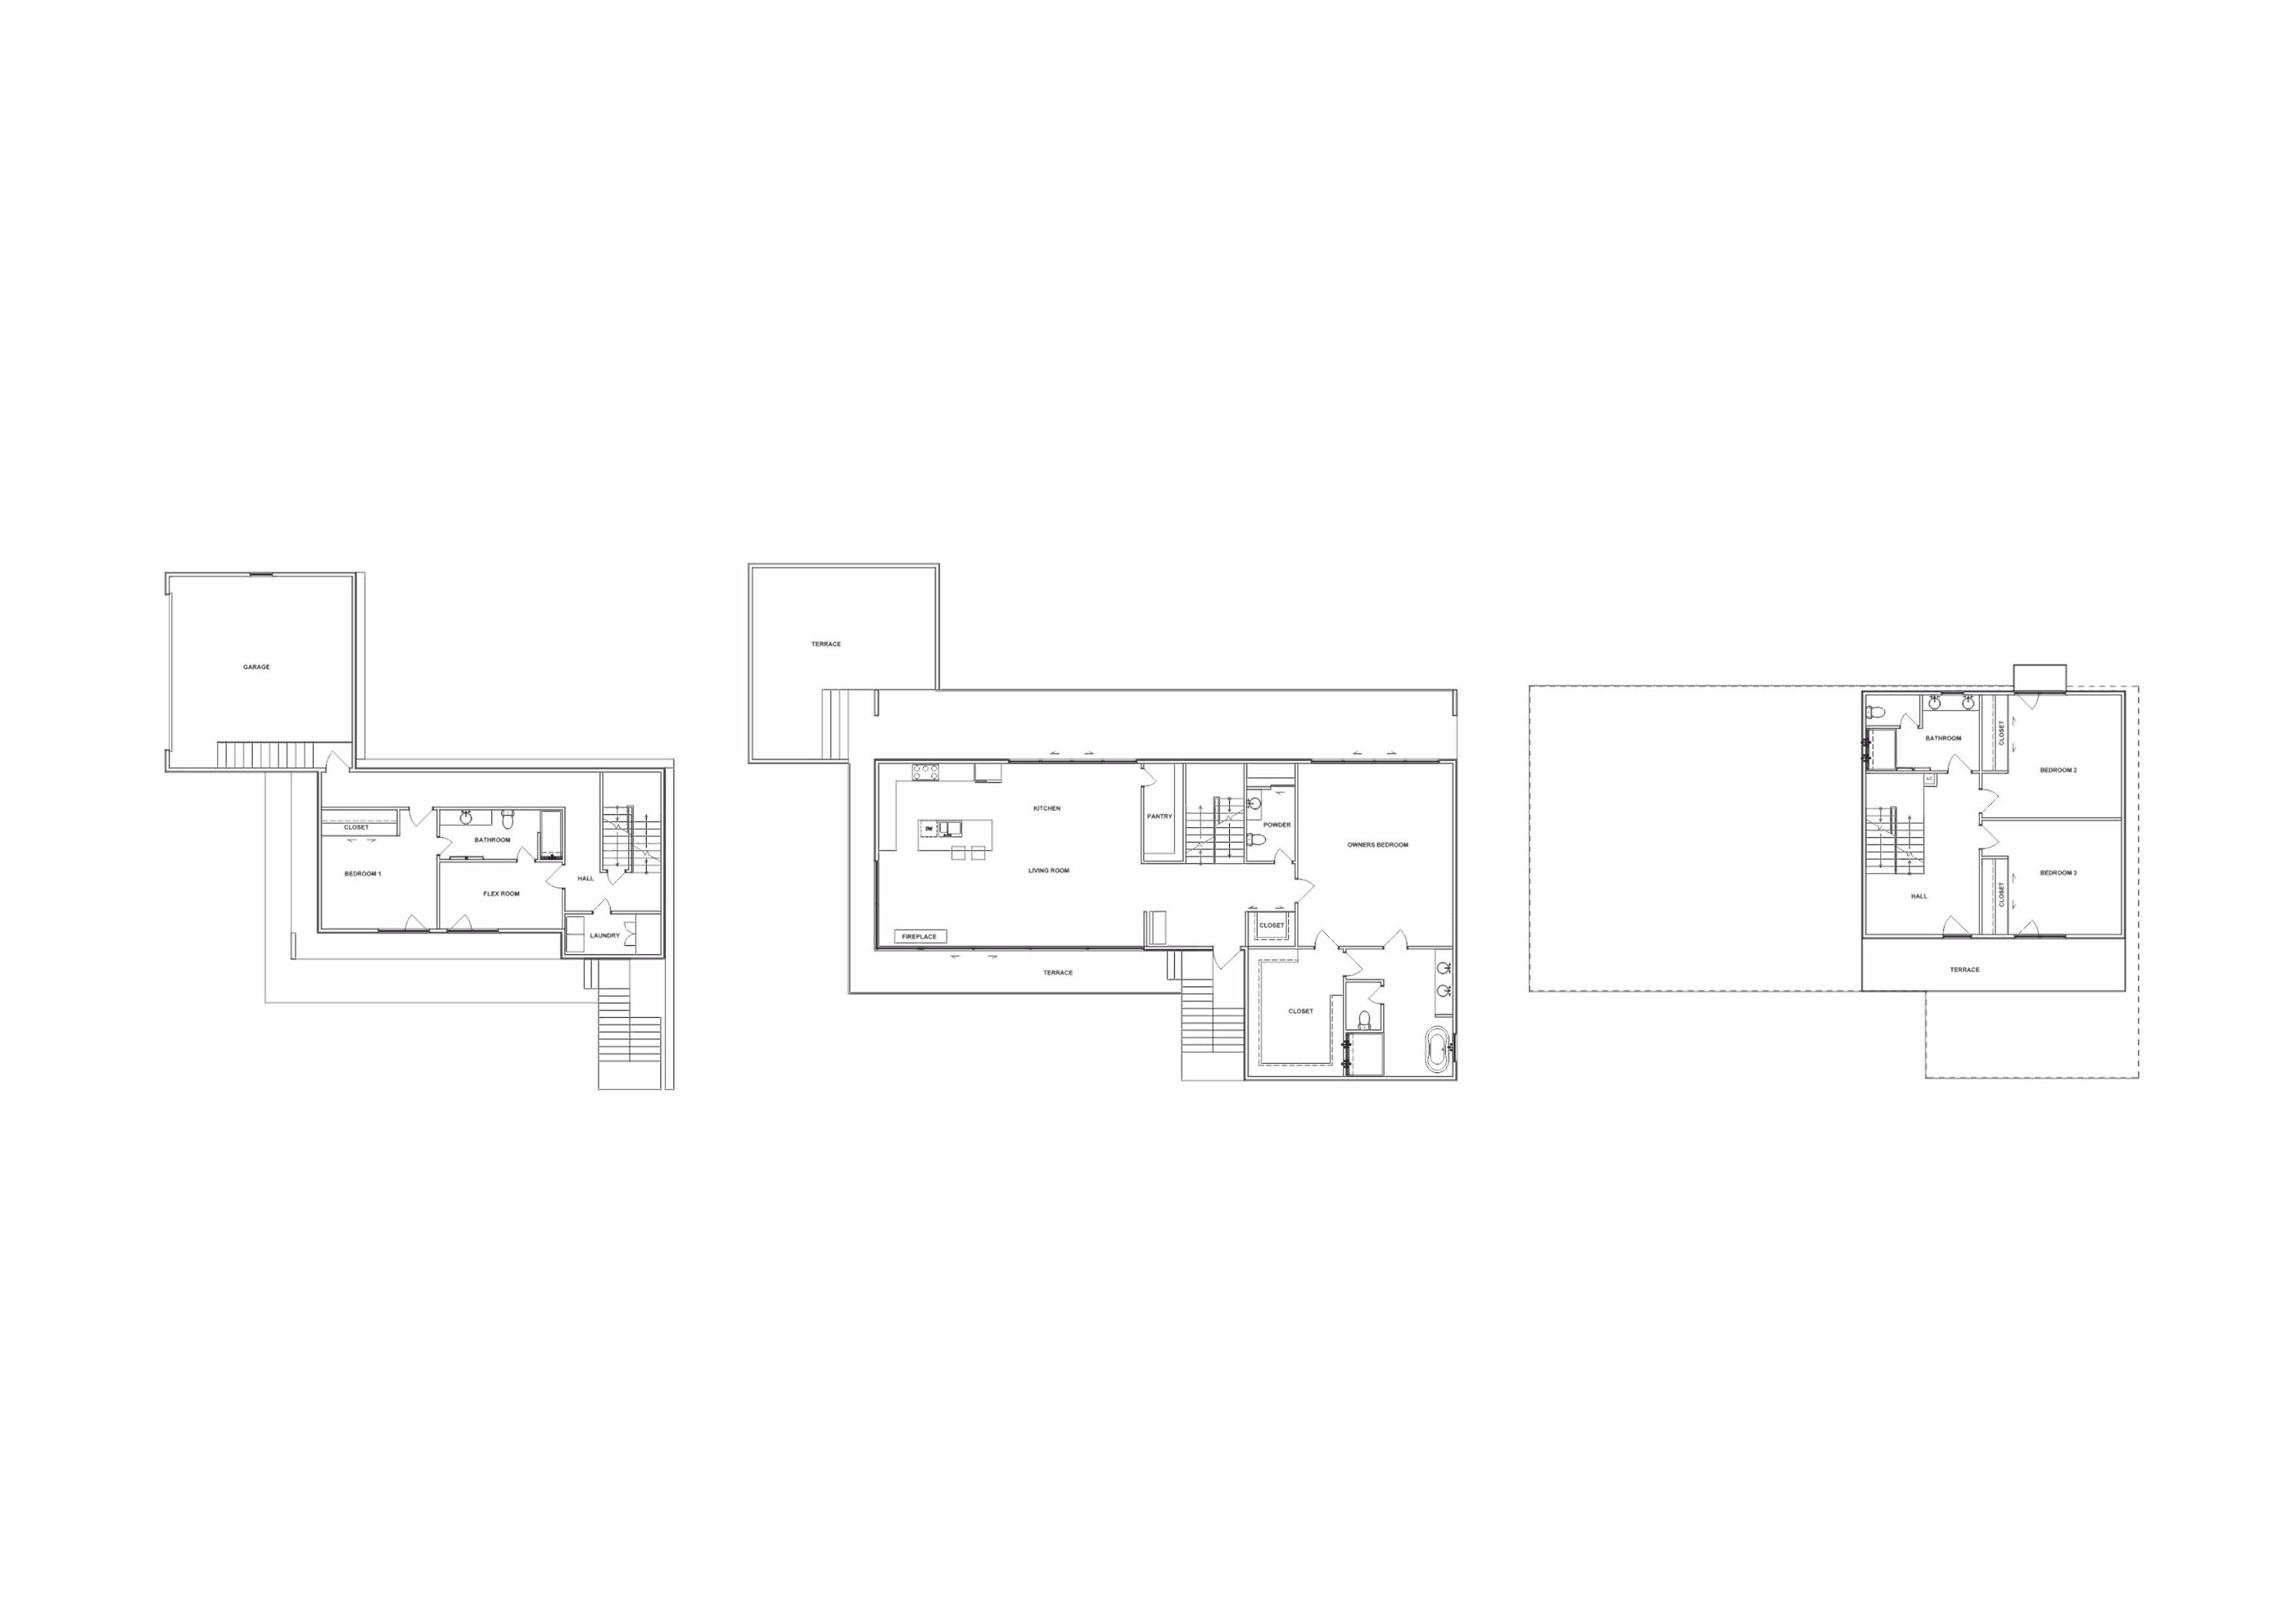 GARAGE
CLOSET
BATHROOM
BEDROOM 1
HALL
FLEX ROOM
LAUNDRY
TERRACE
KITCHEN
PANTRY
POWDER
DW
OWNERS BEDROOM
LIVING ROOM
CLOSET
FIREPLACE
TERRACE
CLOSET
BATHROOM
CLOSET
BEDROOM 2
BEDROOM 3
CLOSET
HALL
TERRACE